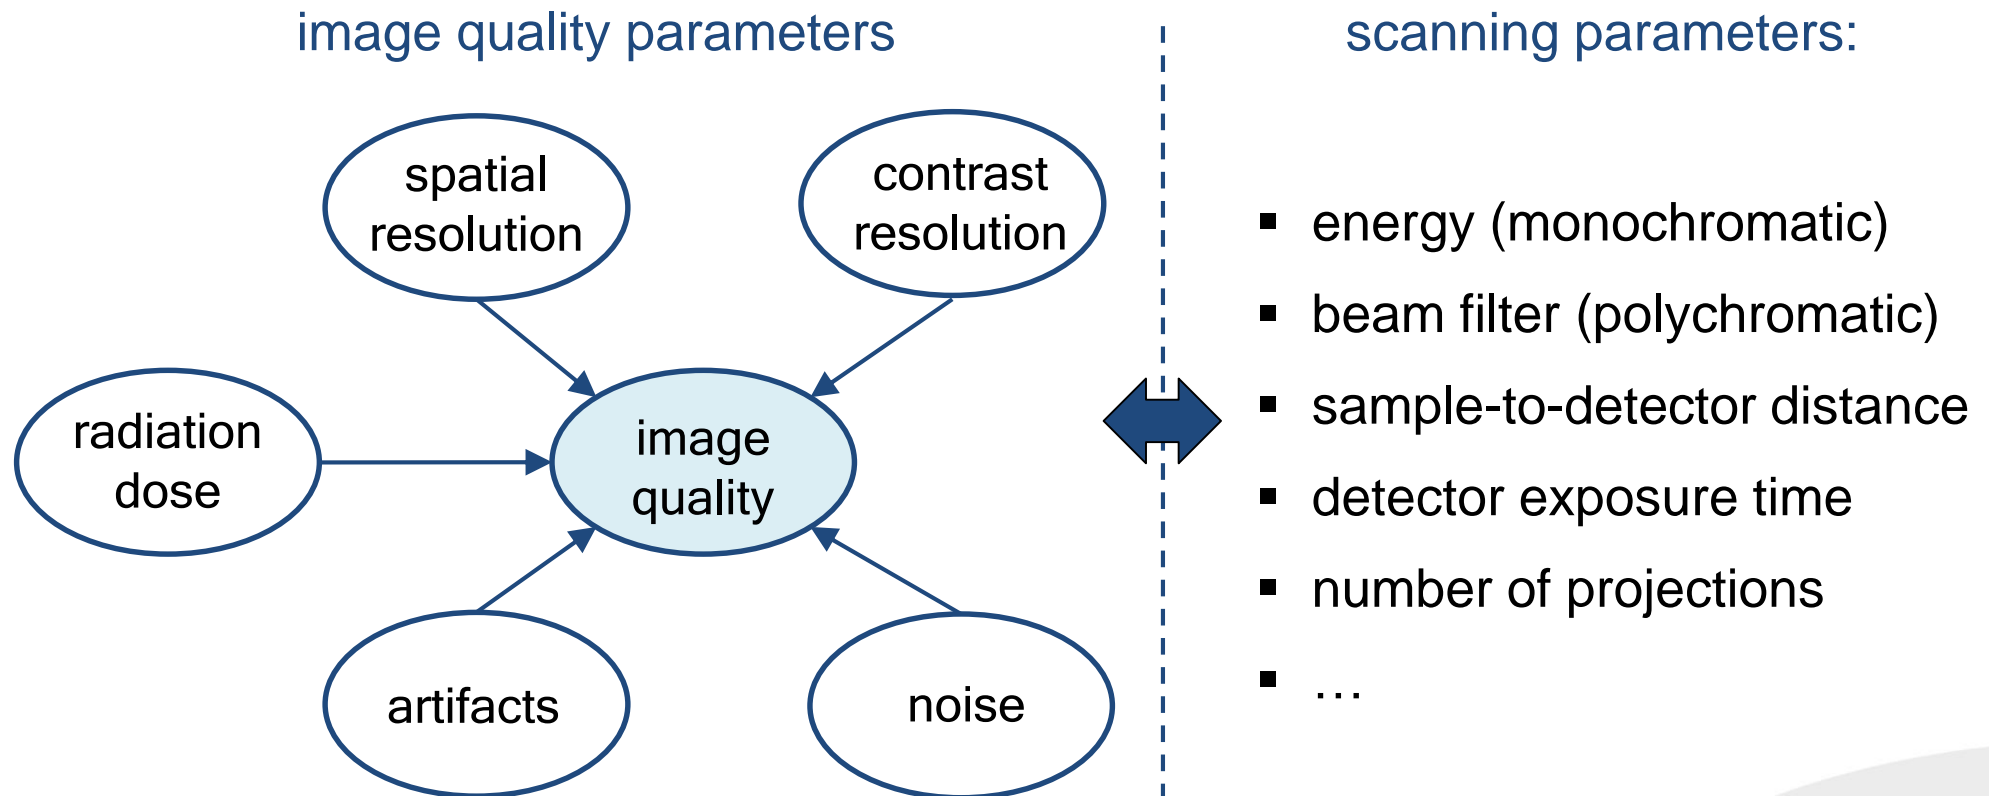 image quality parameters
spatial
resolution
contrast
resolution
radiation
dose
image
quality
artifacts
noise
scanning parameters:
▪ energy (monochromatic)
▪ beam filter (polychromatic)
▪ sample-to-detector distance
▪ detector exposure time
▪ number of projections
▪ …